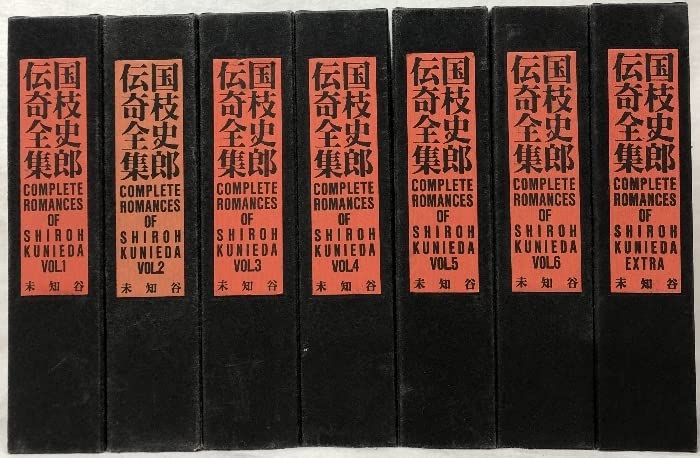 国枝史郎
伝奇全集
COMPLETE
ROMANCES
OF
SHIROH
KUNIEDA
VOL.1
未知谷
国枝史郎
伝奇全集
COMPLETE
ROMANCES
OF
SHIROH
KUNIEDA
VOL.2
未知谷
国枝史郎
伝奇全集
COMPLETE
ROMANCES
OF
SHIROH
KUNIEDA
VOL.3
未知谷
国枝史郎
伝奇全集
COMPLETE
ROMANCES
OF
SHIROH
KUNIEDA
VOL.4
未知谷
国枝史郎
伝奇全集
COMPLETE
ROMANCES
OF
SHIROH
KUNIEDA
VOL.5
未知谷
国枝史郎
伝奇全集
COMPLETE
ROMANCES
OF
SHIROH
KUNIEDA
VOL.6
未知谷
国枝史郎
伝奇全集
COMPLETE
ROMANCES
OF
SHIROH
KUNIEDA
EXTRA
未知谷